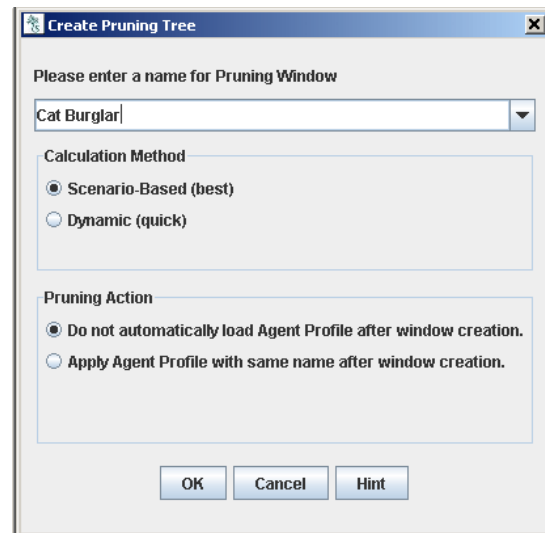 Create Pruning Tree
Please enter a name for Pruning Window
Cat Burglar
Calculation Method
Scenario-Based (best)
Dynamic (quick)
Pruning Action
Do not automatically load Agent Profile after window creation.
Apply Agent Profile with same name after window creation.
OK Cancel Hint